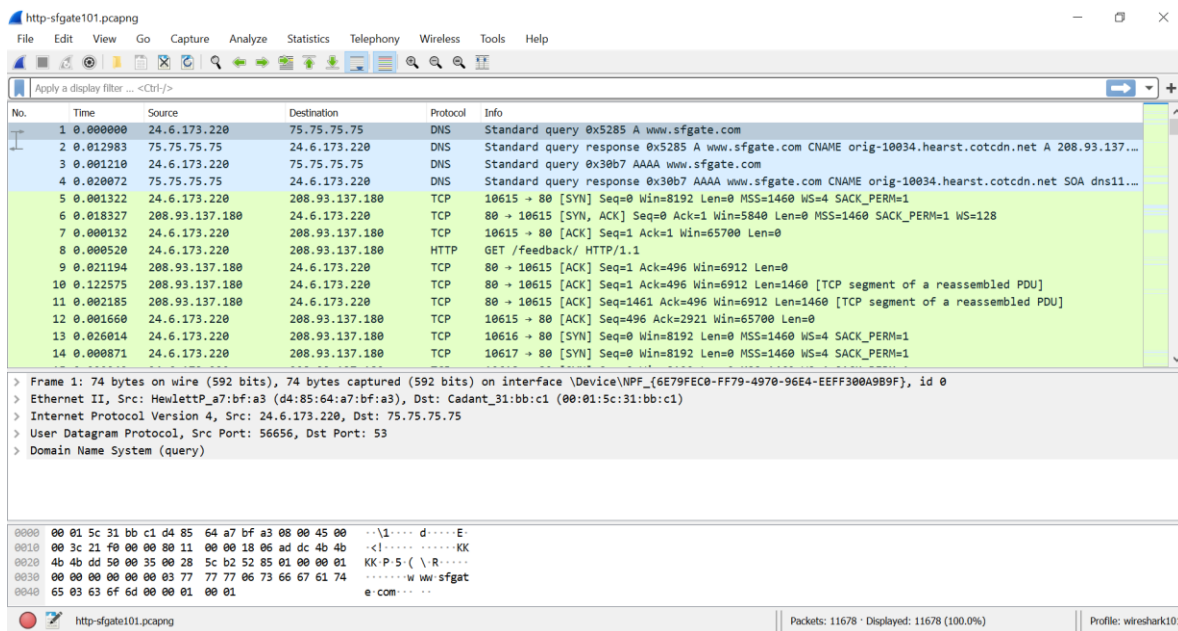 http-sfgate101.pcapng
File Edit View Go Capture Analyze Statistics Telephony Wireless Tools Help
Apply a display filter ... <Ctrl-/>
No. Time Source Destination Protocol Info
1 0.000000 24.6.173.220 75.75.75.75 DNS Standard query 0x5285 A www.sfgate.com
2 0.012983 75.75.75.75 24.6.173.220 DNS Standard query response 0x5285 A www.sfgate.com CNAME orig-10034.hearst.cotcdn.net A 208.93.137...
3 0.001210 24.6.173.220 75.75.75.75 DNS Standard query 0x30b7 AAAA www.sfgate.com
4 0.020072 75.75.75.75 24.6.173.220 DNS Standard query response 0x30b7 AAAA www.sfgate.com CNAME orig-10034.hearst.cotcdn.net SOA dns11....
5 0.001322 24.6.173.220 208.93.137.180 TCP 10615 → 80 [SYN] Seq=0 Win=8192 Len=0 MSS=1460 WS=4 SACK_PERM=1
6 0.018327 208.93.137.180 24.6.173.220 TCP 80 → 10615 [SYN, ACK] Seq=0 Ack=1 Win=5840 Len=0 MSS=1460 SACK_PERM=1 WS=128
7 0.000132 24.6.173.220 208.93.137.180 TCP 10615 → 80 [ACK] Seq=1 Ack=1 Win=65700 Len=0
8 0.000520 24.6.173.220 208.93.137.180 HTTP GET /feedback/ HTTP/1.1
9 0.021194 208.93.137.180 24.6.173.220 TCP 80 → 10615 [ACK] Seq=1 Ack=496 Win=6912 Len=0
10 0.122575 208.93.137.180 24.6.173.220 TCP 80 → 10615 [ACK] Seq=1 Ack=496 Win=6912 Len=1460 [TCP segment of a reassembled PDU]
11 0.002185 208.93.137.180 24.6.173.220 TCP 80 → 10615 [ACK] Seq=1461 Ack=496 Win=6912 Len=1460 [TCP segment of a reassembled PDU]
12 0.001660 24.6.173.220 208.93.137.180 TCP 10615 → 80 [ACK] Seq=496 Ack=2921 Win=65700 Len=0
13 0.026014 24.6.173.220 208.93.137.180 TCP 10616 → 80 [SYN] Seq=0 Win=8192 Len=0 MSS=1460 WS=4 SACK_PERM=1
14 0.000871 24.6.173.220 208.93.137.180 TCP 10617 → 80 [SYN] Seq=0 Win=8192 Len=0 MSS=1460 WS=4 SACK_PERM=1
> Frame 1: 74 bytes on wire (592 bits), 74 bytes captured (592 bits) on interface \Device\NPF_{6E79FEC0-FF79-4970-96E4-EEFF300A9B9F}, id 0
> Ethernet II, Src: HewlettP_a7:bf:a3 (d4:85:64:a7:bf:a3), Dst: Cadant_31:bb:c1 (00:01:5c:31:bb:c1)
> Internet Protocol Version 4, Src: 24.6.173.220, Dst: 75.75.75.75
> User Datagram Protocol, Src Port: 56656, Dst Port: 53
> Domain Name System (query)
0000 00 01 5c 31 bb c1 d4 85 64 a7 bf a3 08 00 45 00 ··\1···· d·····E·
0010 00 3c 21 f0 00 00 80 11 00 00 18 06 ad dc 4b 4b ·<!····· ······KK
0020 4b 4b dd 50 00 35 00 28 5c b2 52 85 01 00 00 01 KK·P·5·( \·R·····
0030 00 00 00 00 00 00 03 77 77 77 06 73 66 67 61 74 ·······w ww·sfgat
0040 65 03 63 6f 6d 00 00 01 00 01 e·com··· ··
http-sfgate101.pcapng Packets: 11678 · Displayed: 11678 (100.0%) Profile: wireshark101